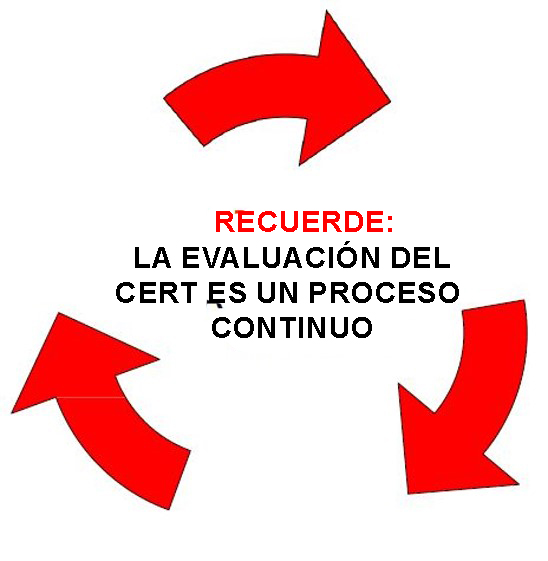 RECUERDE:
LA EVALUACIÓN DEL
CERT ES UN PROCESO
CONTINUO